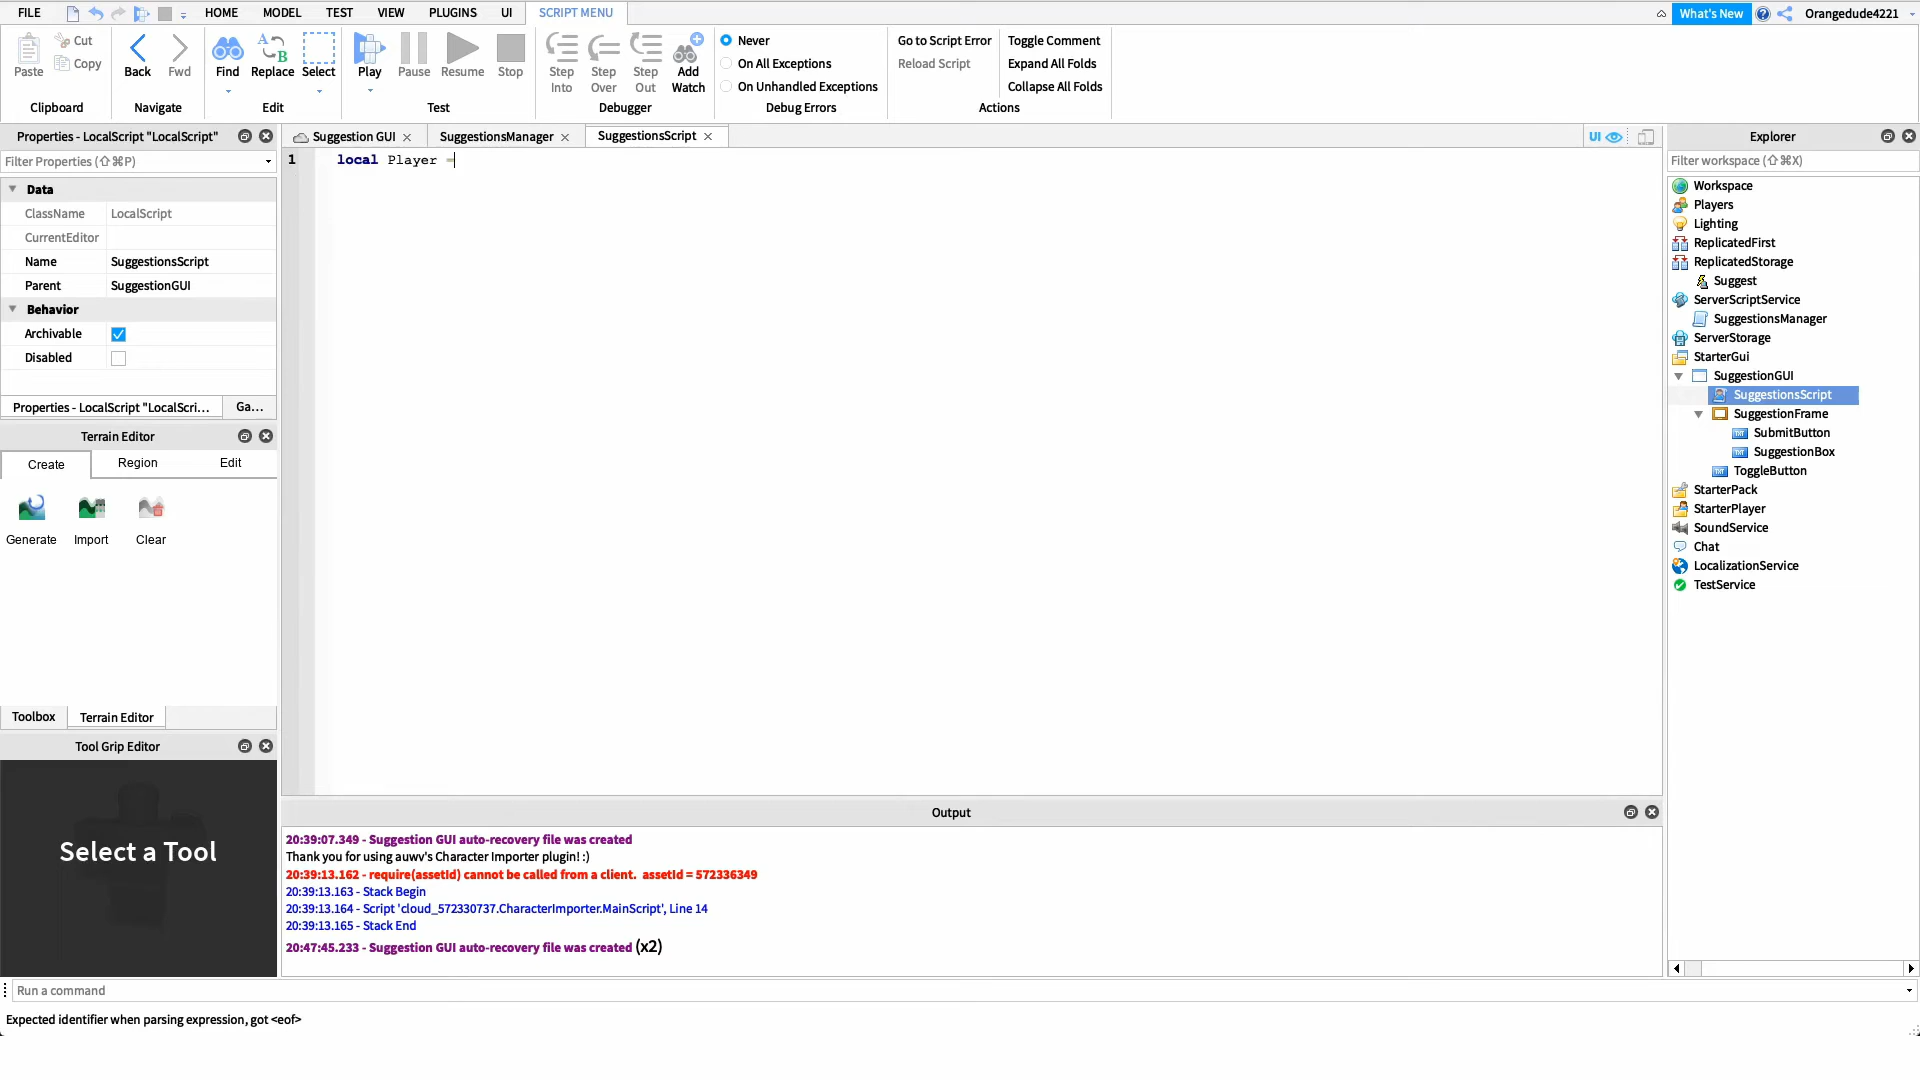 FILE HOME MODEL TEST VIEW PLUGINS UI SCRIPT MENU What's New Orangedude4221
Paste Cut Copy Clipboard
Back Fwd Navigate
Find Replace Select Edit
Play Pause Resume Stop Test
Step Into Step Over Step Out Add Watch Debugger
Never
On All Exceptions
On Unhandled Exceptions
Debug Errors
Go to Script Error
Reload Script
Toggle Comment
Expand All Folds
Collapse All Folds
Actions
Properties - LocalScript "LocalScript"
Filter Properties (⇧⌘P)
Data
ClassName LocalScript
CurrentEditor
Name SuggestionsScript
Parent SuggestionGUI
Behavior
Archivable
Disabled
Properties - LocalScript "LocalScri... Ga...
Terrain Editor
Create Region Edit
Generate Import Clear
Toolbox Terrain Editor
Tool Grip Editor
Select a Tool
Suggestion GUI SuggestionsManager SuggestionsScript UI
1 local Player =
Output
20:39:07.349 - Suggestion GUI auto-recovery file was created
Thank you for using auwv's Character Importer plugin! :)
20:39:13.162 - require(assetId) cannot be called from a client. assetId = 572336349
20:39:13.163 - Stack Begin
20:39:13.164 - Script 'cloud_572330737.CharacterImporter.MainScript', Line 14
20:39:13.165 - Stack End
20:47:45.233 - Suggestion GUI auto-recovery file was created (x2)
Explorer
Filter workspace (⇧⌘X)
Workspace
Players
Lighting
ReplicatedFirst
ReplicatedStorage
Suggest
ServerScriptService
SuggestionsManager
ServerStorage
StarterGui
SuggestionGUI
SuggestionsScript
SuggestionFrame
SubmitButton
SuggestionBox
ToggleButton
StarterPack
StarterPlayer
SoundService
Chat
LocalizationService
TestService
Run a command
Expected identifier when parsing expression, got <eof>